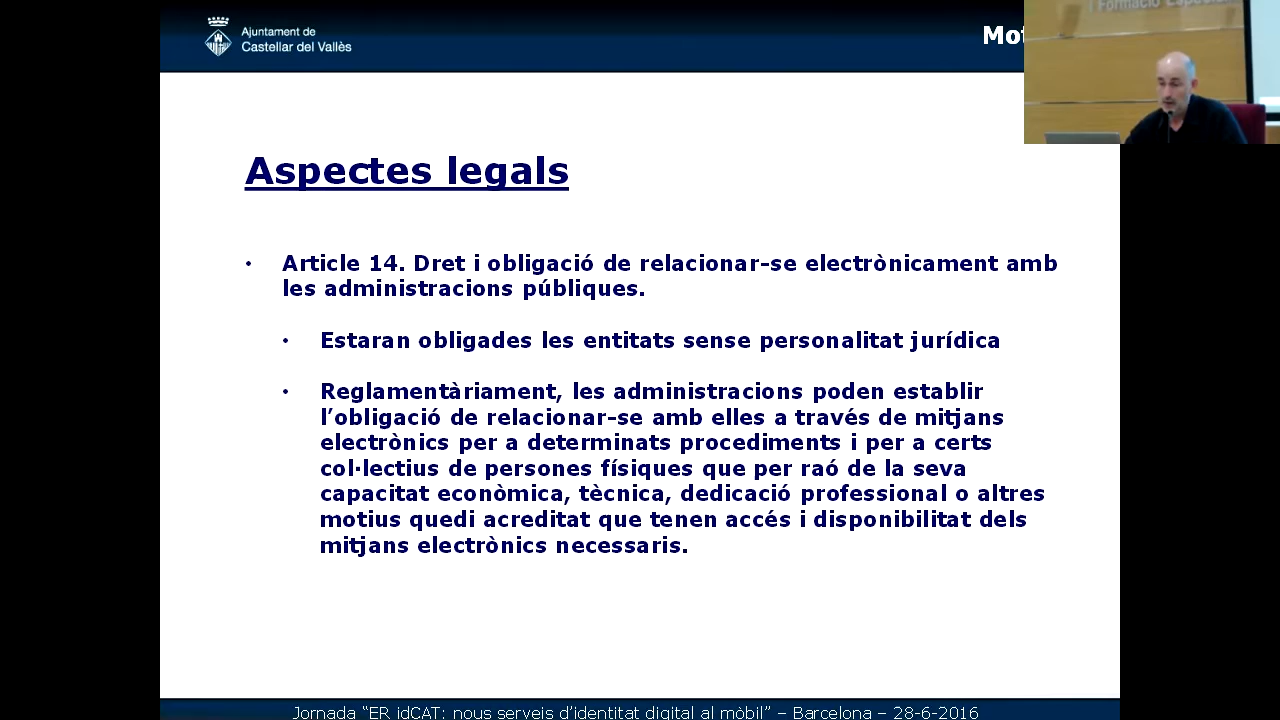 Ajuntament de
Castellar del Vallès
i Formació Especial
Aspectes legals
• Article 14. Dret i obligació de relacionar-se electrònicament amb
les administracions públiques.
• Estaran obligades les entitats sense personalitat jurídica
• Reglamentàriament, les administracions poden establir
l’obligació de relacionar-se amb elles a través de mitjans
electrònics per a determinats procediments i per a certs
col·lectius de persones físiques que per raó de la seva
capacitat econòmica, tècnica, dedicació professional o altres
motius quedi acreditat que tenen accés i disponibilitat dels
mitjans electrònics necessaris.
Jornada “ER idCAT: nous serveis d’identitat digital al mòbil” – Barcelona – 28-6-2016